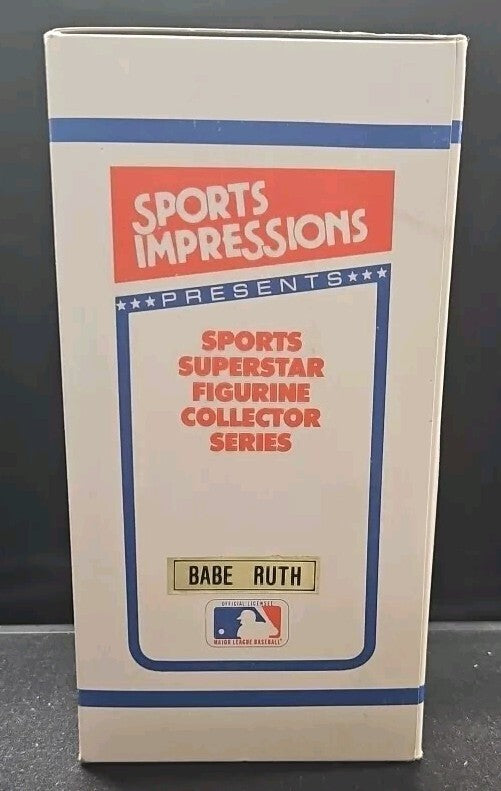 SPORTS
IMPRESSIONS
★★★PRESENTS★★★
SPORTS
SUPERSTAR
FIGURINE
COLLECTOR
SERIES
BABE RUTH
OFFICIAL LICENSEE
MAJOR LEAGUE BASEBALL